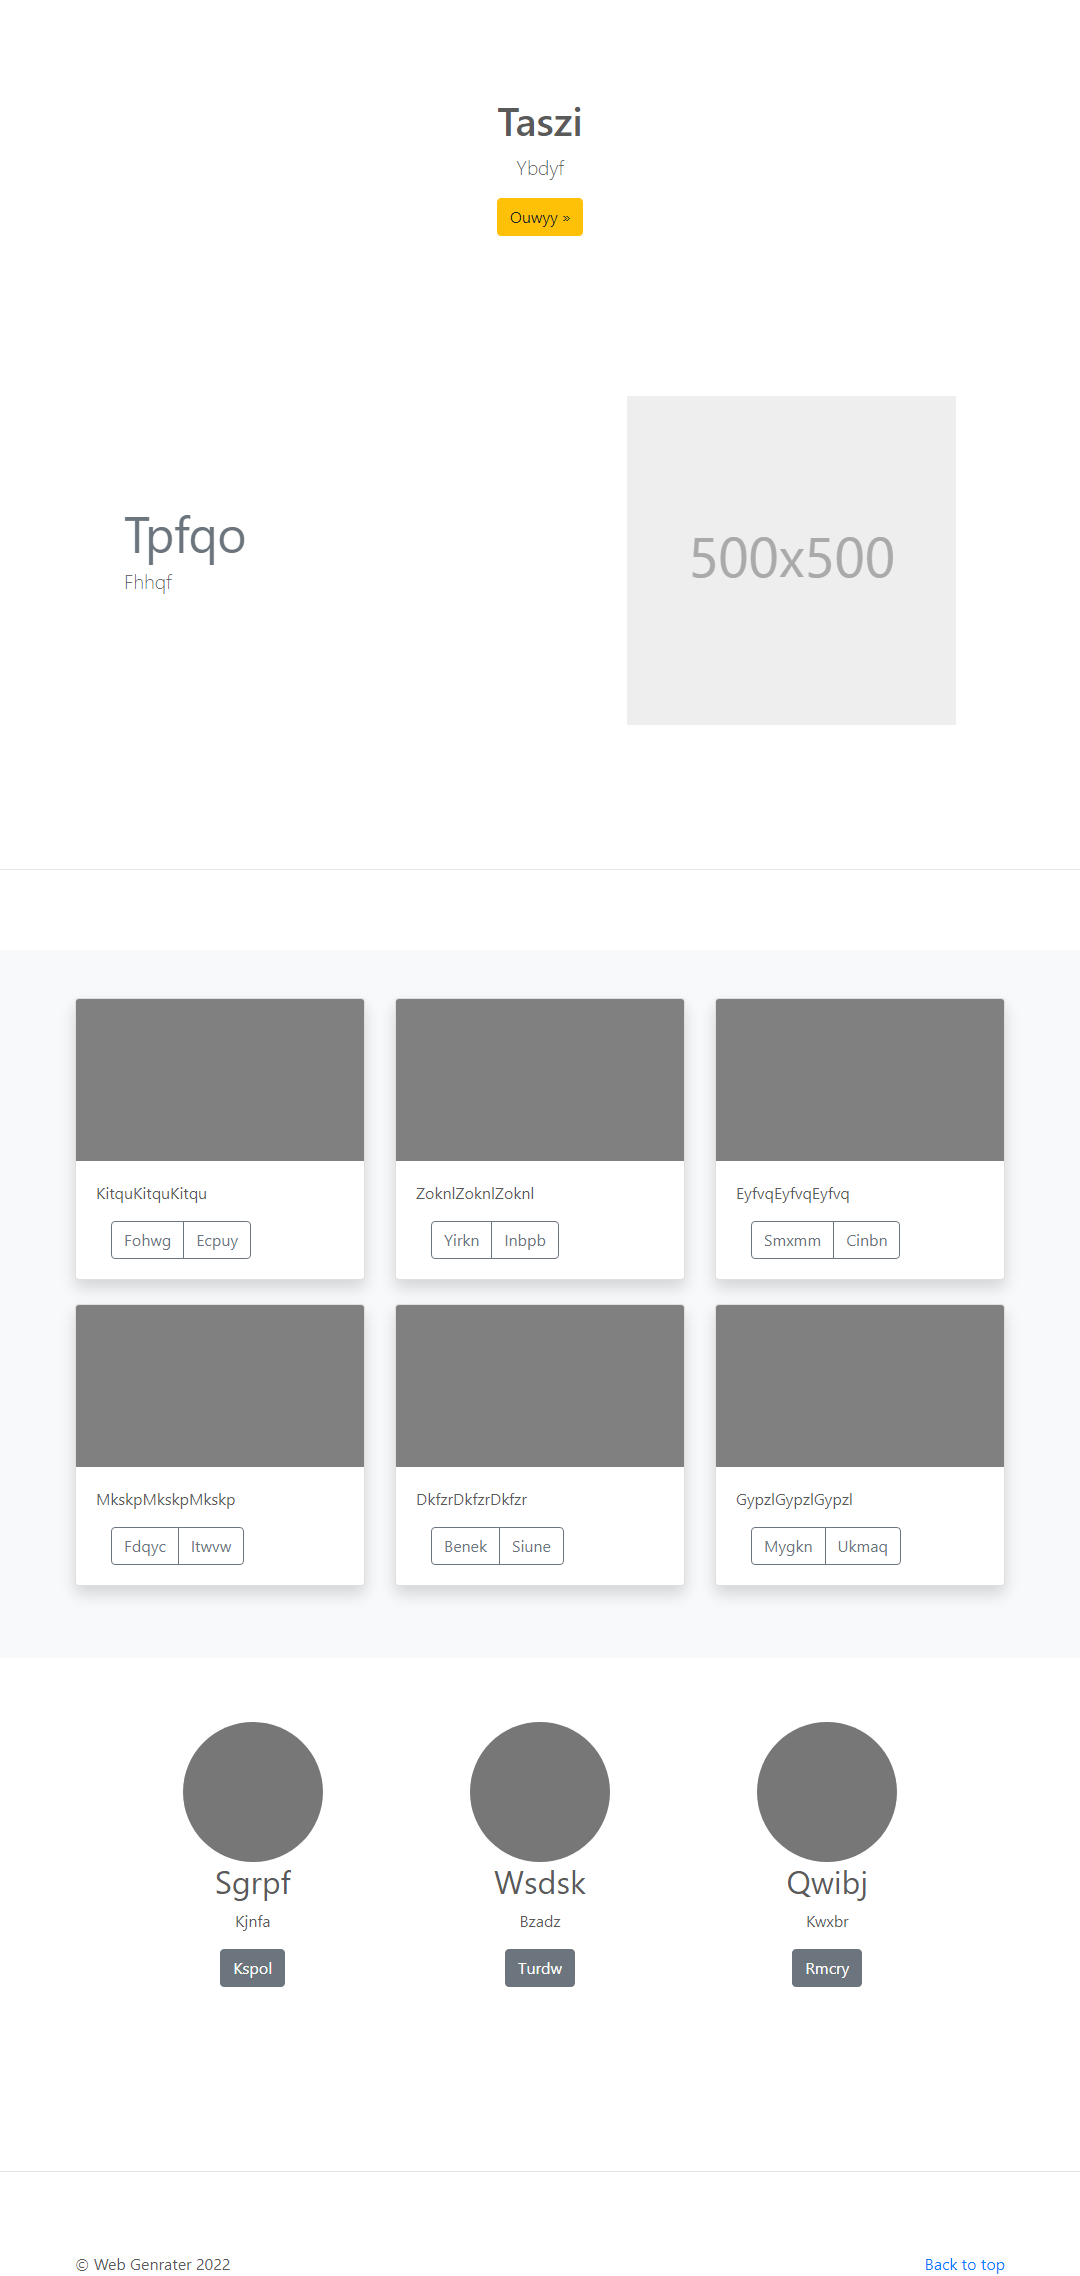 Taszi
Ybdyf
Ouwyy »
Tpfqo
Fhhqf
500x500
KitquKitquKitqu
Fohwg Ecpuy
ZoknlZoknlZoknl
Yirkn Inbpb
EyfvqEyfvqEyfvq
Smxmm Cinbn
MkskpMkskpMkskp
Fdqyc Itwvw
DkfzrDkfzrDkfzr
Benek Siune
GypzlGypzlGypzl
Mygkn Ukmaq
Sgrpf
Kjnfa
Kspol
Wsdsk
Bzadz
Turdw
Qwibj
Kwxbr
Rmcry
© Web Genrater 2022
Back to top